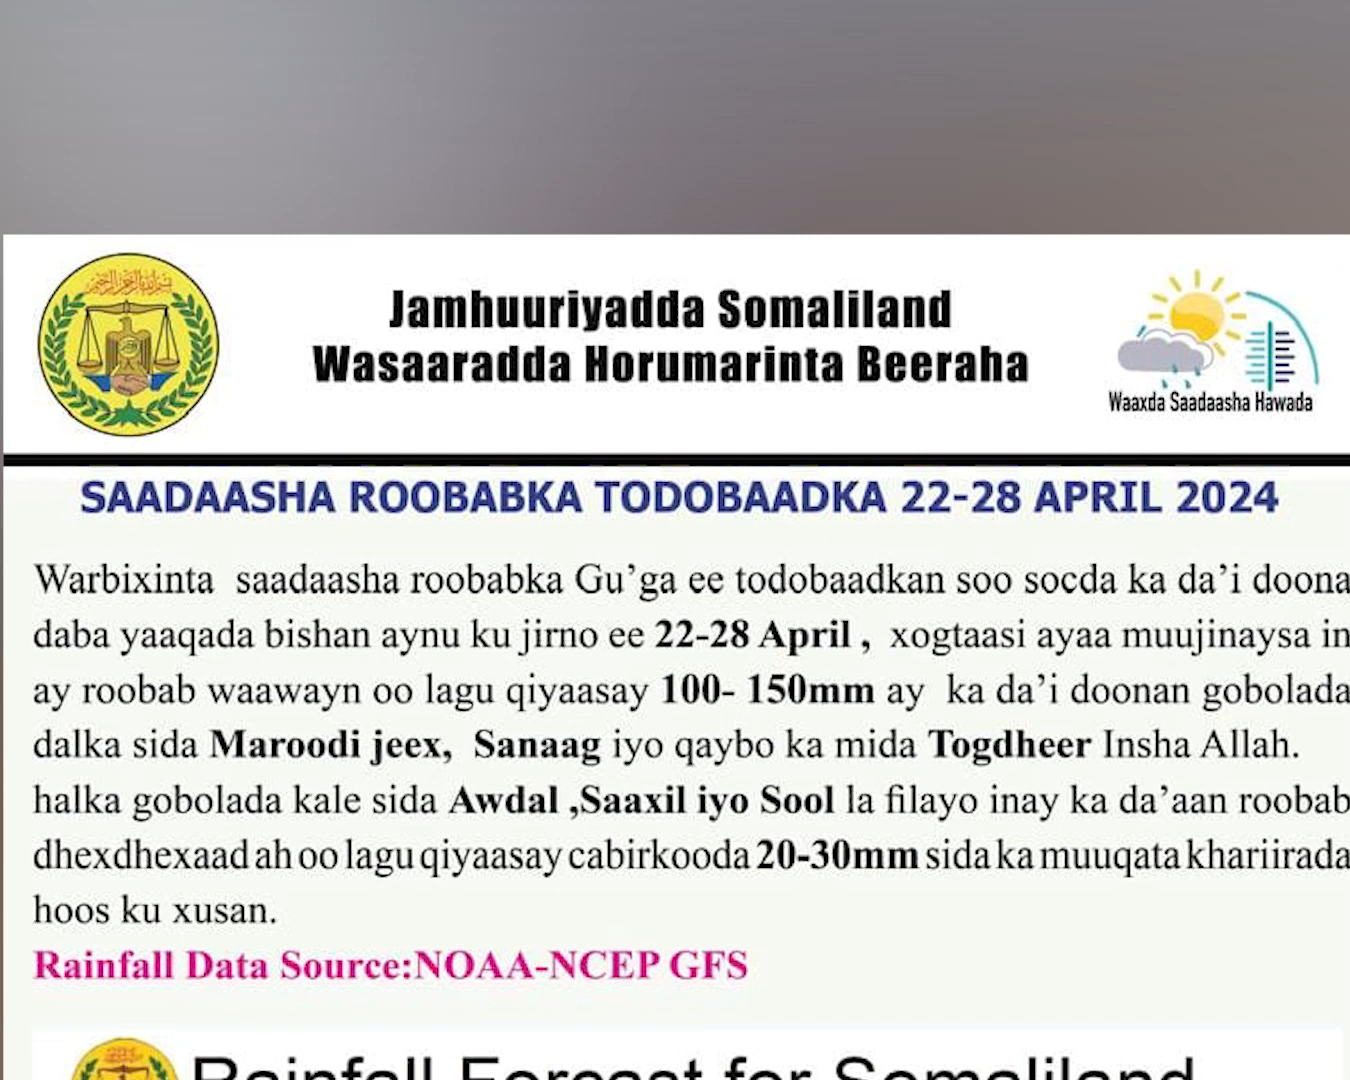 Jamhuuriyadda Somaliland
Wasaaradda Horumarinta Beeraha
Waaxda Saadaasha Hawada
SAADAASHA ROOBABKA TODOBAADKA 22-28 APRIL 2024
Warbixinta saadaasha roobabka Gu’ga ee todobaadkan soo socda ka da’i doona
daba yaaqada bishan aynu ku jirno ee 22-28 April , xogtaasi ayaa muujinaysa in
ay roobab waawayn oo lagu qiyaasay 100- 150mm ay ka da’i doonan gobolada
dalka sida Maroodi jeex, Sanaag iyo qaybo ka mida Togdheer Insha Allah.
halka gobolada kale sida Awdal ,Saaxil iyo Sool la filayo inay ka da’aan roobab
dhexdhexaad ah oo lagu qiyaasay cabirkooda 20-30mm sida ka muuqata khariirada
hoos ku xusan.
Rainfall Data Source:NOAA-NCEP GFS
Rainfall Forcast for Somaliland